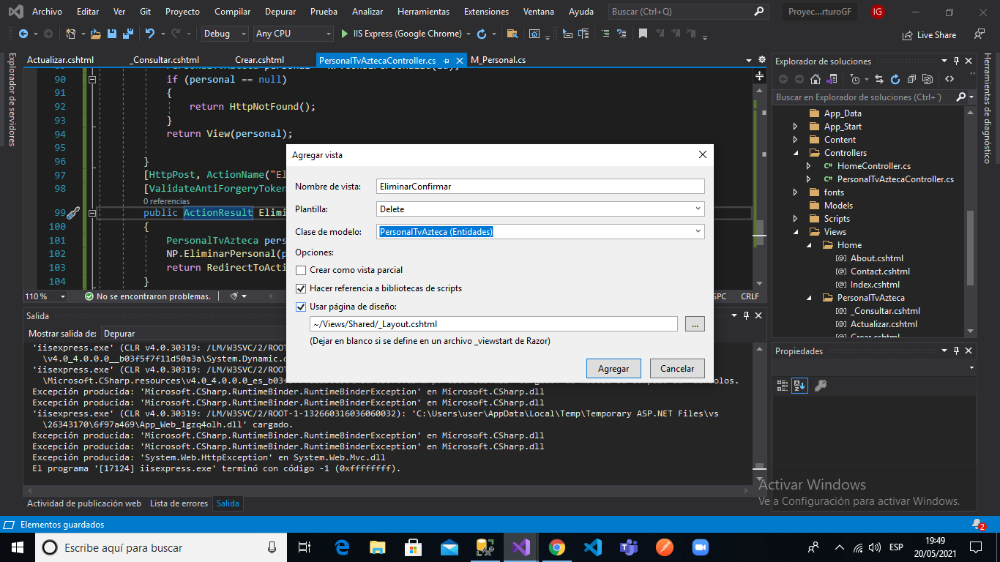 Archivo Editar Ver Git Proyecto Compilar Depurar Prueba Analizar Herramientas Extensiones Ventana Ayuda Buscar (Ctrl+Q) Proyec...rturoGF IG
Debug Any CPU IIS Express (Google Chrome) Live Share
Explorador de servidores
Actualizar.cshtml _Consultar.cshtml Crear.cshtml PersonalTvAztecaController.cs M_Personal.cs
90 if (personal == null)
91 {
92 return HttpNotFound();
93 }
94 return View(personal);
95
96 }
97 [HttpPost, ActionName("El
98 [ValidateAntiForgeryToken
0 referencias
99 public ActionResult Elimi
100 {
101 PersonalTvAzteca pers
102 NP.EliminarPersonal(p
103 return RedirectToActi
104 }
110 % No se encontraron problemas. SPC CRLF
Agregar vista
Nombre de vista: EliminarConfirmar
Plantilla: Delete
Clase de modelo: PersonalTvAzteca (Entidades)
Opciones:
Crear como vista parcial
Hacer referencia a bibliotecas de scripts
Usar página de diseño:
~/Views/Shared/_Layout.cshtml ...
(Dejar en blanco si se define en un archivo _viewstart de Razor)
Agregar Cancelar
Salida
Mostrar salida de: Depurar
'iisexpress.exe' (CLR v4.0.30319: /LM/W3SVC/2/ROOT
\v4.0_4.0.0.0__b03f5f7f11d50a3a\System.Dynamic.
'iisexpress.exe' (CLR v4.0.30319: /LM/W3SVC/2/ROOT
\Microsoft.CSharp.resources\v4.0_4.0.0.0_es_b03f
Excepción producida: 'Microsoft.CSharp.RuntimeBinder.RuntimeBinderException' en Microsoft.CSharp.dll
Excepción producida: 'Microsoft.CSharp.RuntimeBinder.RuntimeBinderException' en Microsoft.CSharp.dll
'iisexpress.exe' (CLR v4.0.30319: /LM/W3SVC/2/ROOT-1-132660316036060032): 'C:\Users\user\AppData\Local\Temp\Temporary ASP.NET Files\vs
\26343170\6f97a469\App_Web_1gzq4olh.dll' cargado.
Excepción producida: 'Microsoft.CSharp.RuntimeBinder.RuntimeBinderException' en Microsoft.CSharp.dll
Excepción producida: 'Microsoft.CSharp.RuntimeBinder.RuntimeBinderException' en Microsoft.CSharp.dll
Excepción producida: 'System.Web.HttpException' en System.Web.Mvc.dll
El programa '[17124] iisexpress.exe' terminó con código -1 (0xffffffff).
Actividad de publicación web Lista de errores Salida
Explorador de soluciones
Buscar en Explorador de soluciones (Ctrl+´)
App_Data
App_Start
Content
Controllers
C# HomeController.cs
C# PersonalTvAztecaController.cs
fonts
Models
Scripts
Views
Home
About.cshtml
Contact.cshtml
Index.cshtml
PersonalTvAzteca
_Consultar.cshtml
Actualizar.cshtml
Crear.cshtml
Propiedades
Herramientas de diagnóstico
Activar Windows
Ve a Configuración para activar Windows.
Elementos guardados 2
Escribe aquí para buscar
ESP
19:49
20/05/2021